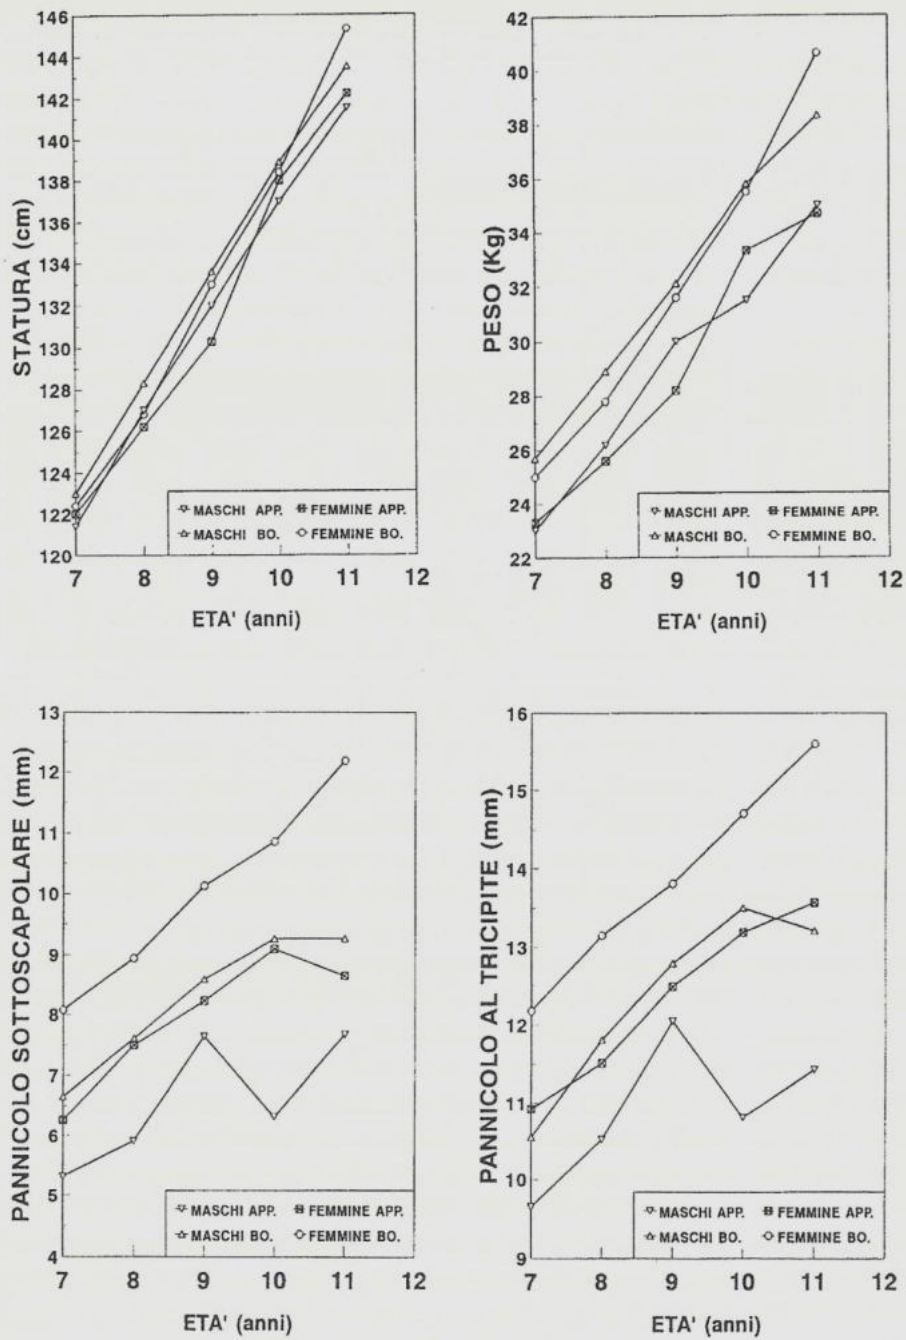 STATURA (cm)
146
144
142
140
138
136
134
132
130
128
126
124
122
120
MASCHI APP. FEMMINE APP.
MASCHI BO. FEMMINE BO.
7 8 9 10 11 12
ETA' (anni)
PESO (Kg)
42
40
38
36
34
32
30
28
26
24
22
MASCHI APP. FEMMINE APP.
MASCHI BO. FEMMINE BO.
7 8 9 10 11 12
ETA' (anni)
PANNICOLO SOTTOSCAPOLARE (mm)
13
12
11
10
9
8
7
6
5
4
MASCHI APP. FEMMINE APP.
MASCHI BO. FEMMINE BO.
7 8 9 10 11 12
ETA' (anni)
PANNICOLO AL TRICIPITE (mm)
16
15
14
13
12
11
10
9
MASCHI APP. FEMMINE APP.
MASCHI BO. FEMMINE BO.
7 8 9 10 11 12
ETA' (anni)